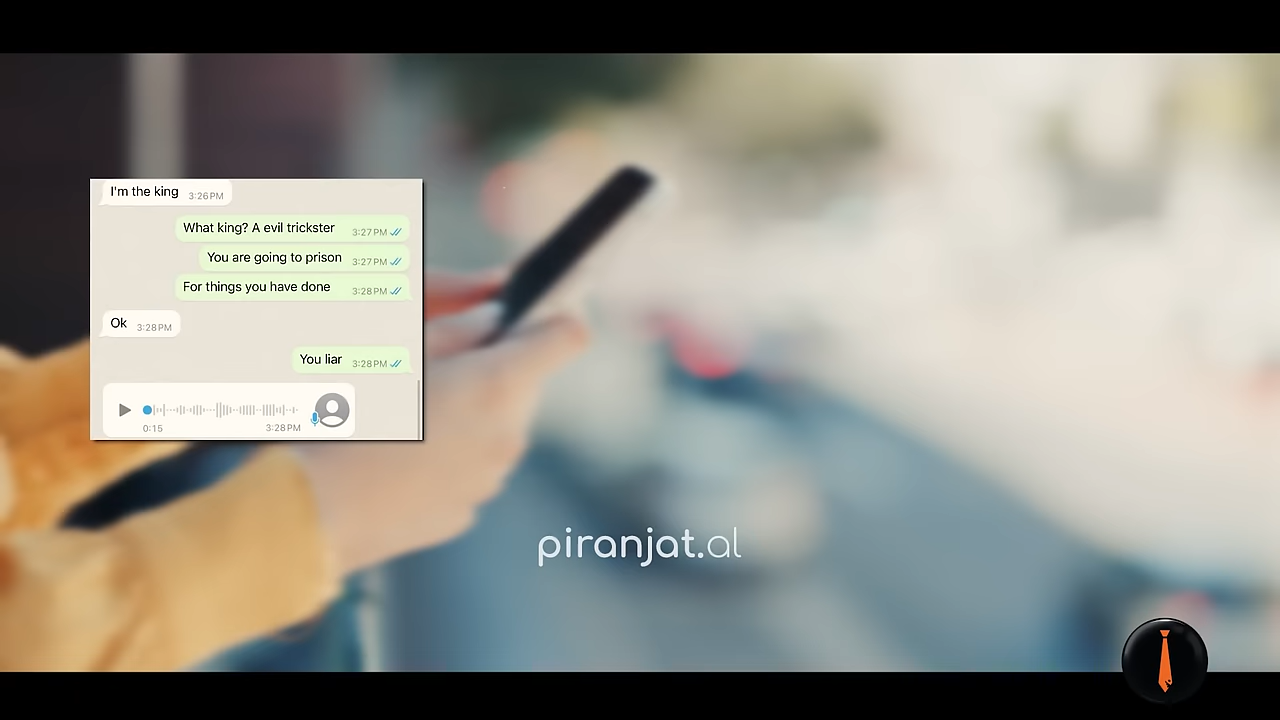 I'm the king 3:26 PM
What king? A evil trickster 3:27 PM
You are going to prison 3:27 PM
For things you have done 3:28 PM
Ok 3:28 PM
You liar 3:28 PM
0:15 3:28 PM
piranjat.al